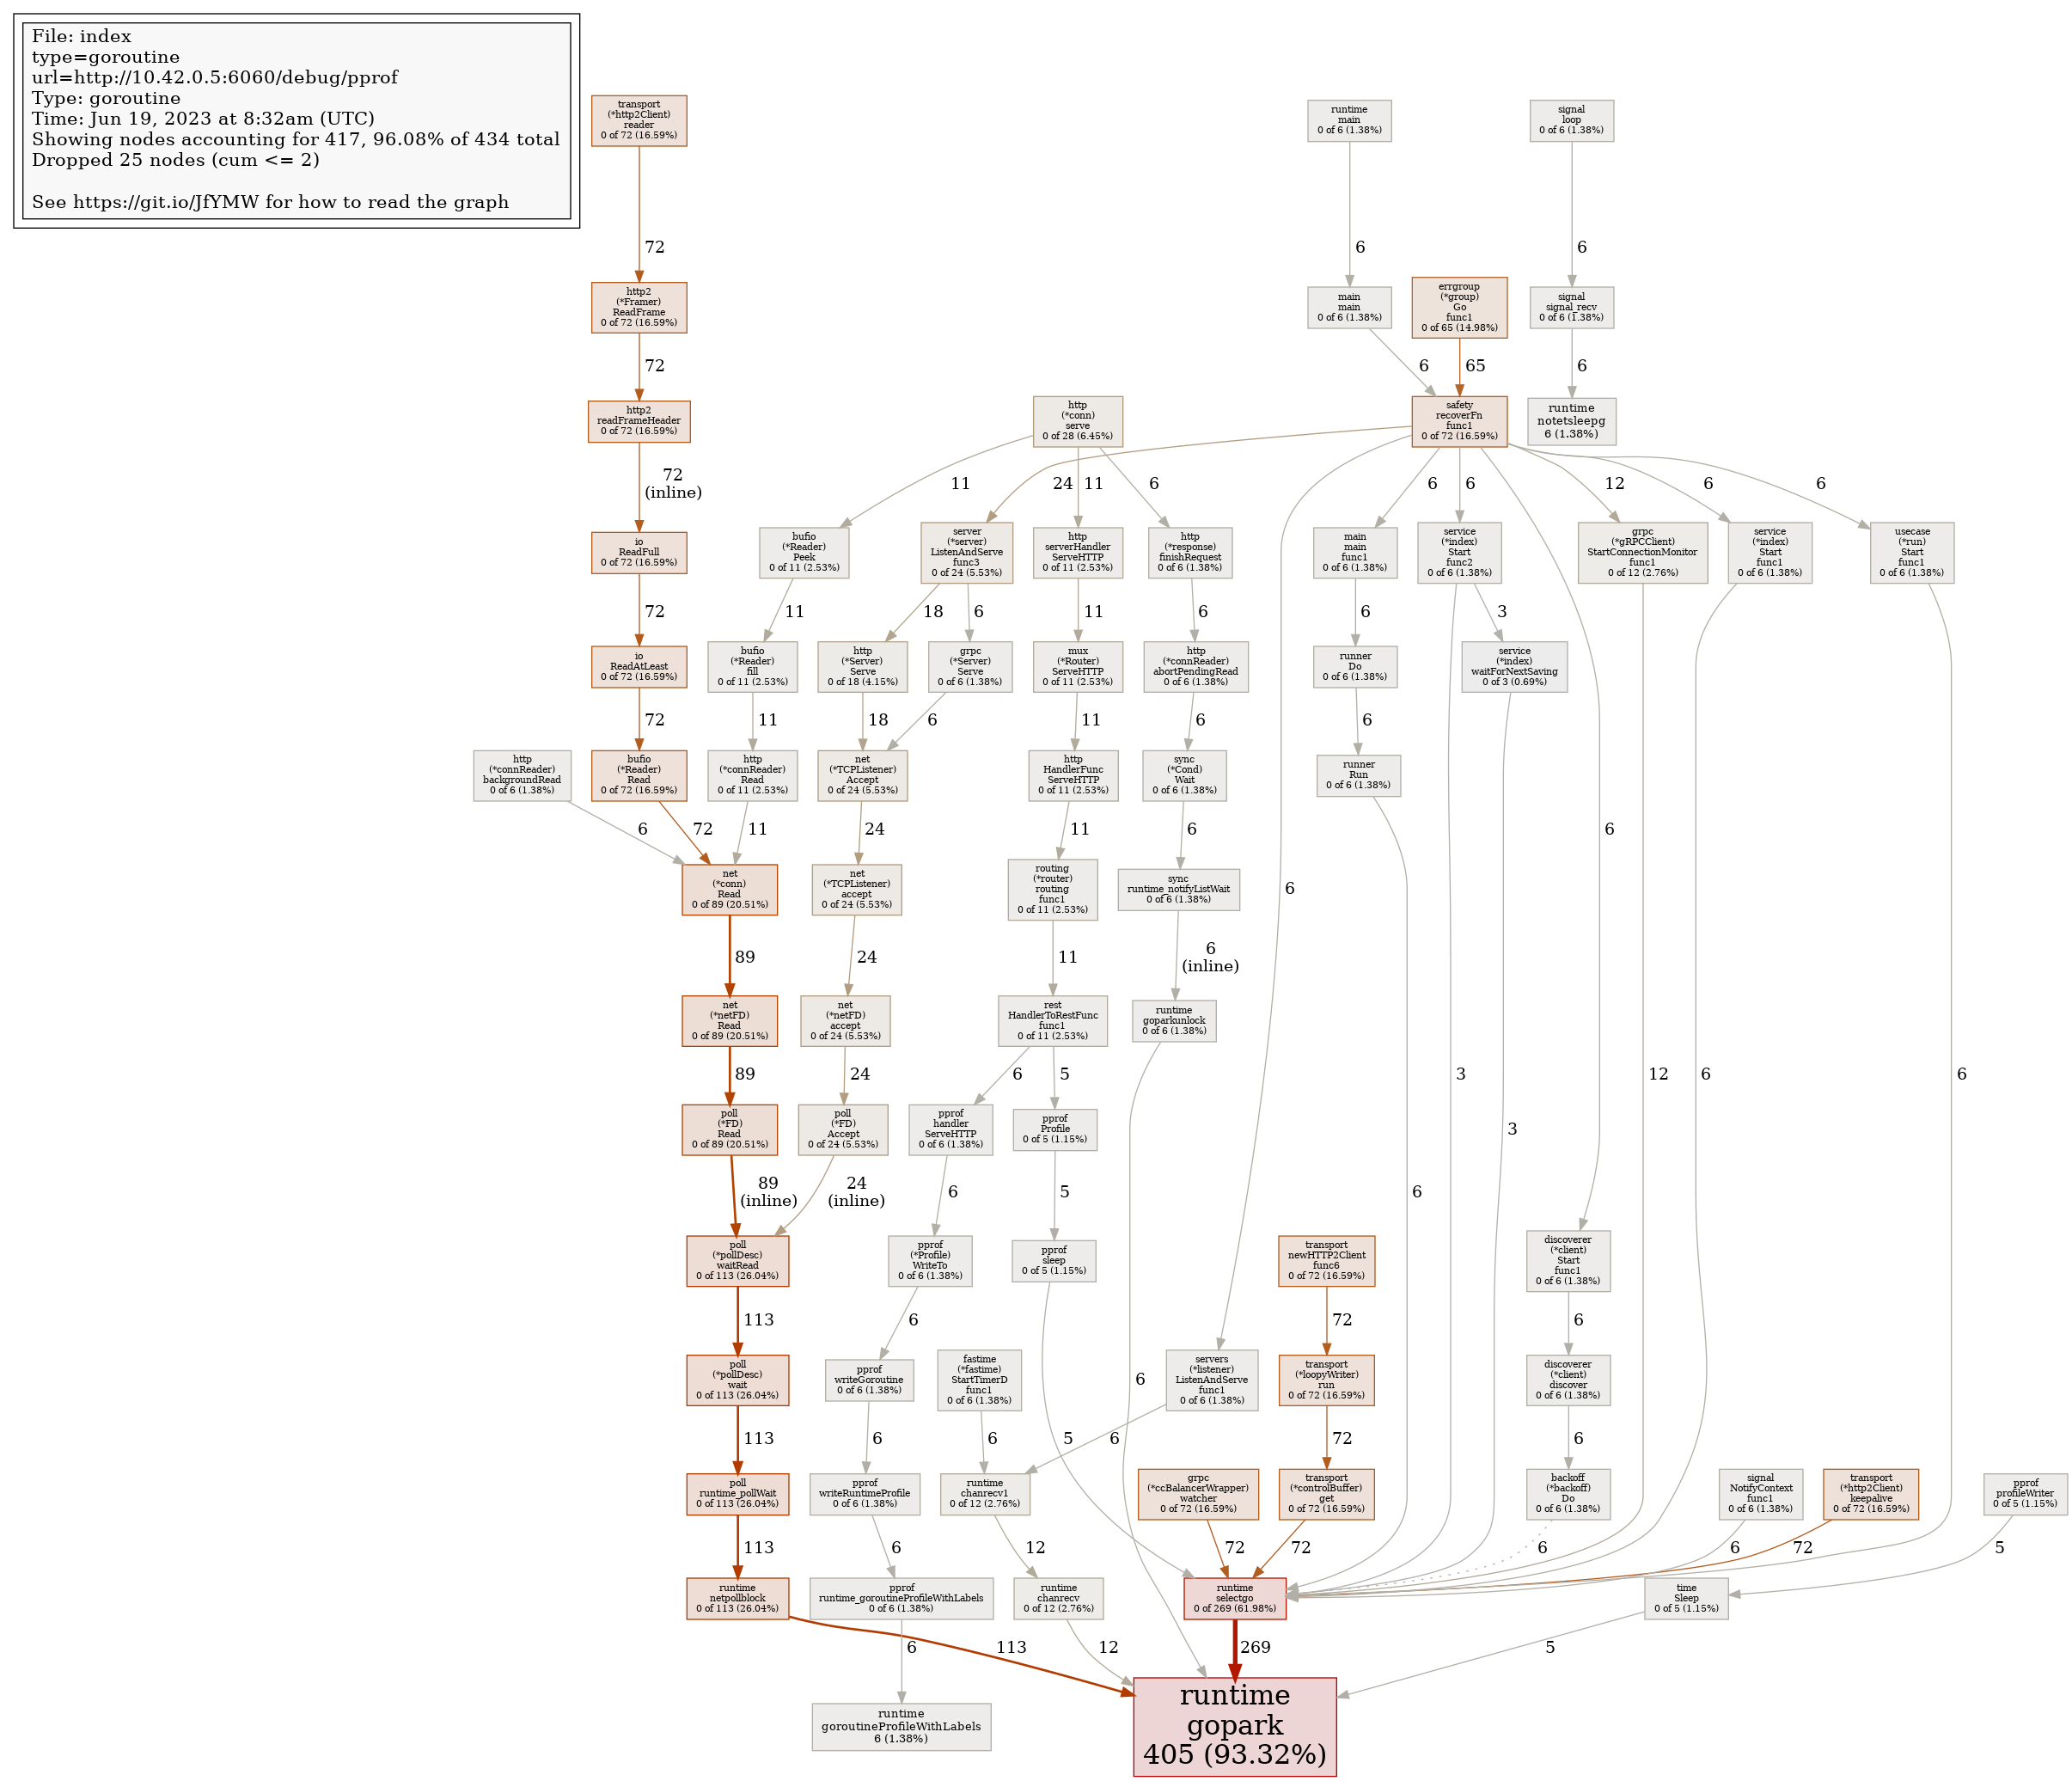 File: index
type=goroutine
url=http://10.42.0.5:6060/debug/pprof
Type: goroutine
Time: Jun 19, 2023 at 8:32am (UTC)
Showing nodes accounting for 417, 96.08% of 434 total
Dropped 25 nodes (cum <= 2)
See https://git.io/JfYMW for how to read the graph
transport
(*http2Client)
reader
0 of 72 (16.59%)
runtime
main
0 of 6 (1.38%)
signal
loop
0 of 6 (1.38%)
72
6
6
http2
(*Framer)
ReadFrame
0 of 72 (16.59%)
main
main
0 of 6 (1.38%)
errgroup
(*group)
Go
func1
0 of 65 (14.98%)
signal
signal_recv
0 of 6 (1.38%)
72
6
65
6
http2
readFrameHeader
0 of 72 (16.59%)
http
(*conn)
serve
0 of 28 (6.45%)
safety
recoverFn
func1
0 of 72 (16.59%)
runtime
notetsleepg
6 (1.38%)
72
(inline)
11
24
11
6
6
6
12
6
6
io
ReadFull
0 of 72 (16.59%)
bufio
(*Reader)
Peek
0 of 11 (2.53%)
server
(*server)
ListenAndServe
func3
0 of 24 (5.53%)
http
serverHandler
ServeHTTP
0 of 11 (2.53%)
http
(*response)
finishRequest
0 of 6 (1.38%)
main
main
func1
0 of 6 (1.38%)
service
(*index)
Start
func2
0 of 6 (1.38%)
grpc
(*gRPCClient)
StartConnectionMonitor
func1
0 of 12 (2.76%)
service
(*index)
Start
func1
0 of 6 (1.38%)
usecase
(*run)
Start
func1
0 of 6 (1.38%)
72
11
18
6
11
6
6
3
io
ReadAtLeast
0 of 72 (16.59%)
bufio
(*Reader)
fill
0 of 11 (2.53%)
http
(*Server)
Serve
0 of 18 (4.15%)
grpc
(*Server)
Serve
0 of 6 (1.38%)
mux
(*Router)
ServeHTTP
0 of 11 (2.53%)
http
(*connReader)
abortPendingRead
0 of 6 (1.38%)
runner
Do
0 of 6 (1.38%)
service
(*index)
waitForNextSaving
0 of 3 (0.69%)
72
11
18
6
11
6
6
http
(*connReader)
backgroundRead
0 of 6 (1.38%)
bufio
(*Reader)
Read
0 of 72 (16.59%)
http
(*connReader)
Read
0 of 11 (2.53%)
net
(*TCPListener)
Accept
0 of 24 (5.53%)
http
HandlerFunc
ServeHTTP
0 of 11 (2.53%)
sync
(*Cond)
Wait
0 of 6 (1.38%)
runner
Run
0 of 6 (1.38%)
6
72
11
24
11
6
6
net
(*conn)
Read
0 of 89 (20.51%)
net
(*TCPListener)
accept
0 of 24 (5.53%)
routing
(*router)
routing
func1
0 of 11 (2.53%)
sync
runtime_notifyListWait
0 of 6 (1.38%)
6
89
24
11
6
(inline)
net
(*netFD)
Read
0 of 89 (20.51%)
net
(*netFD)
accept
0 of 24 (5.53%)
rest
HandlerToRestFunc
func1
0 of 11 (2.53%)
runtime
goparkunlock
0 of 6 (1.38%)
89
24
6
5
3
12
6
6
poll
(*FD)
Read
0 of 89 (20.51%)
poll
(*FD)
Accept
0 of 24 (5.53%)
pprof
handler
ServeHTTP
0 of 6 (1.38%)
pprof
Profile
0 of 5 (1.15%)
3
89
(inline)
24
(inline)
6
5
6
poll
(*pollDesc)
waitRead
0 of 113 (26.04%)
pprof
(*Profile)
WriteTo
0 of 6 (1.38%)
pprof
sleep
0 of 5 (1.15%)
transport
newHTTP2Client
func6
0 of 72 (16.59%)
discoverer
(*client)
Start
func1
0 of 6 (1.38%)
113
6
72
6
poll
(*pollDesc)
wait
0 of 113 (26.04%)
pprof
writeGoroutine
0 of 6 (1.38%)
fastime
(*fastime)
StartTimerD
func1
0 of 6 (1.38%)
6
servers
(*listener)
ListenAndServe
func1
0 of 6 (1.38%)
transport
(*loopyWriter)
run
0 of 72 (16.59%)
discoverer
(*client)
discover
0 of 6 (1.38%)
113
6
6
5
6
72
6
poll
runtime_pollWait
0 of 113 (26.04%)
pprof
writeRuntimeProfile
0 of 6 (1.38%)
runtime
chanrecv1
0 of 12 (2.76%)
grpc
(*ccBalancerWrapper)
watcher
0 of 72 (16.59%)
transport
(*controlBuffer)
get
0 of 72 (16.59%)
backoff
(*backoff)
Do
0 of 6 (1.38%)
signal
NotifyContext
func1
0 of 6 (1.38%)
transport
(*http2Client)
keepalive
0 of 72 (16.59%)
pprof
profileWriter
0 of 5 (1.15%)
113
6
12
72
72
6
6
72
5
runtime
netpollblock
0 of 113 (26.04%)
pprof
runtime_goroutineProfileWithLabels
0 of 6 (1.38%)
runtime
chanrecv
0 of 12 (2.76%)
runtime
selectgo
0 of 269 (61.98%)
time
Sleep
0 of 5 (1.15%)
6
113
12
269
5
runtime
goroutineProfileWithLabels
6 (1.38%)
runtime
gopark
405 (93.32%)